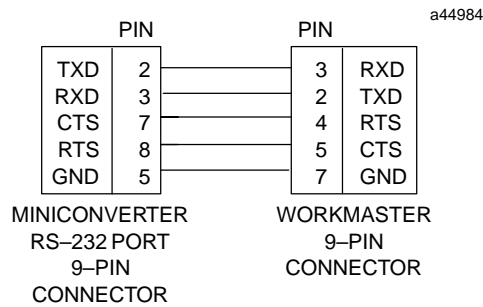 a44984
PIN PIN
TXD 2 3 RXD
RXD 3 2 TXD
CTS 7 4 RTS
RTS 8 5 CTS
GND 5 7 GND
MINICONVERTER WORKMASTER
RS–232 PORT 9–PIN
9–PIN CONNECTOR
CONNECTOR